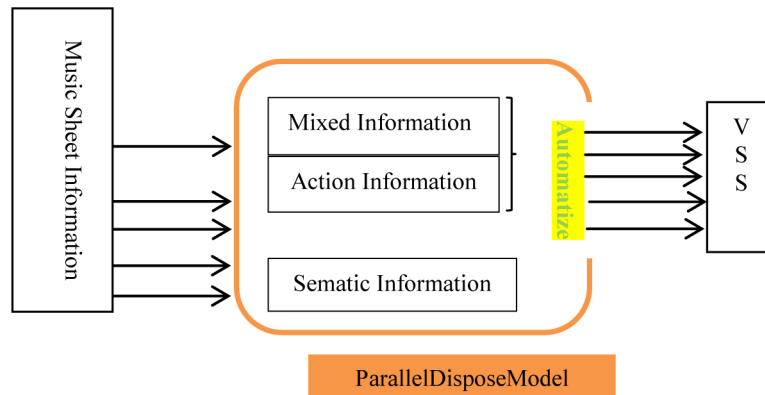 Music Sheet Information
Mixed Information
Action Information
Sematic Information
Automatize
V
S
S
ParallelDisposeModel